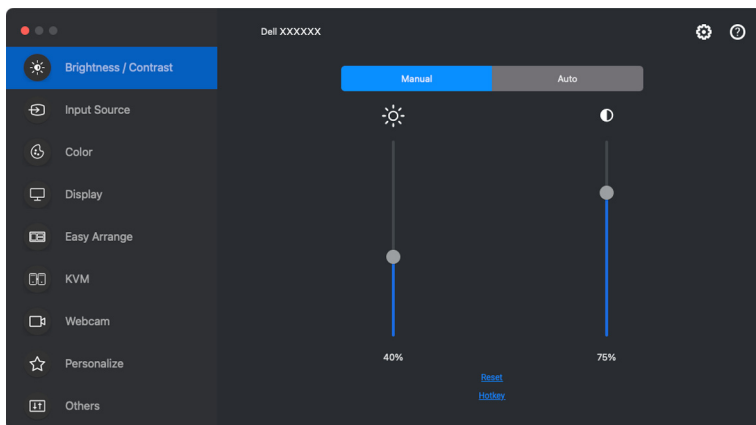 Dell XXXXXX
Brightness / Contrast
Input Source
Color
Display
Easy Arrange
KVM
Webcam
Personalize
Others
Manual
Auto
40%
75%
Reset
Hotkey